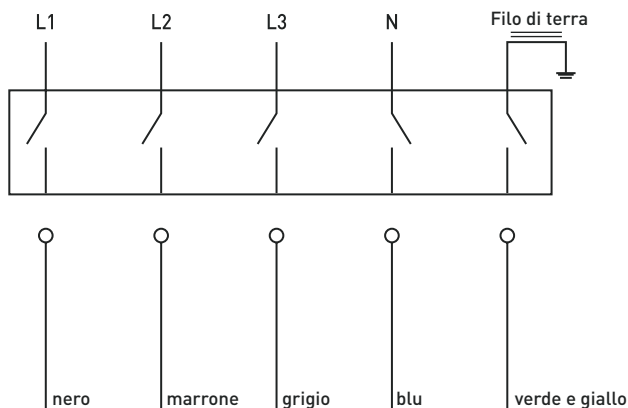 L1
L2
L3
N
Filo di terra
nero
marrone
grigio
blu
verde e giallo